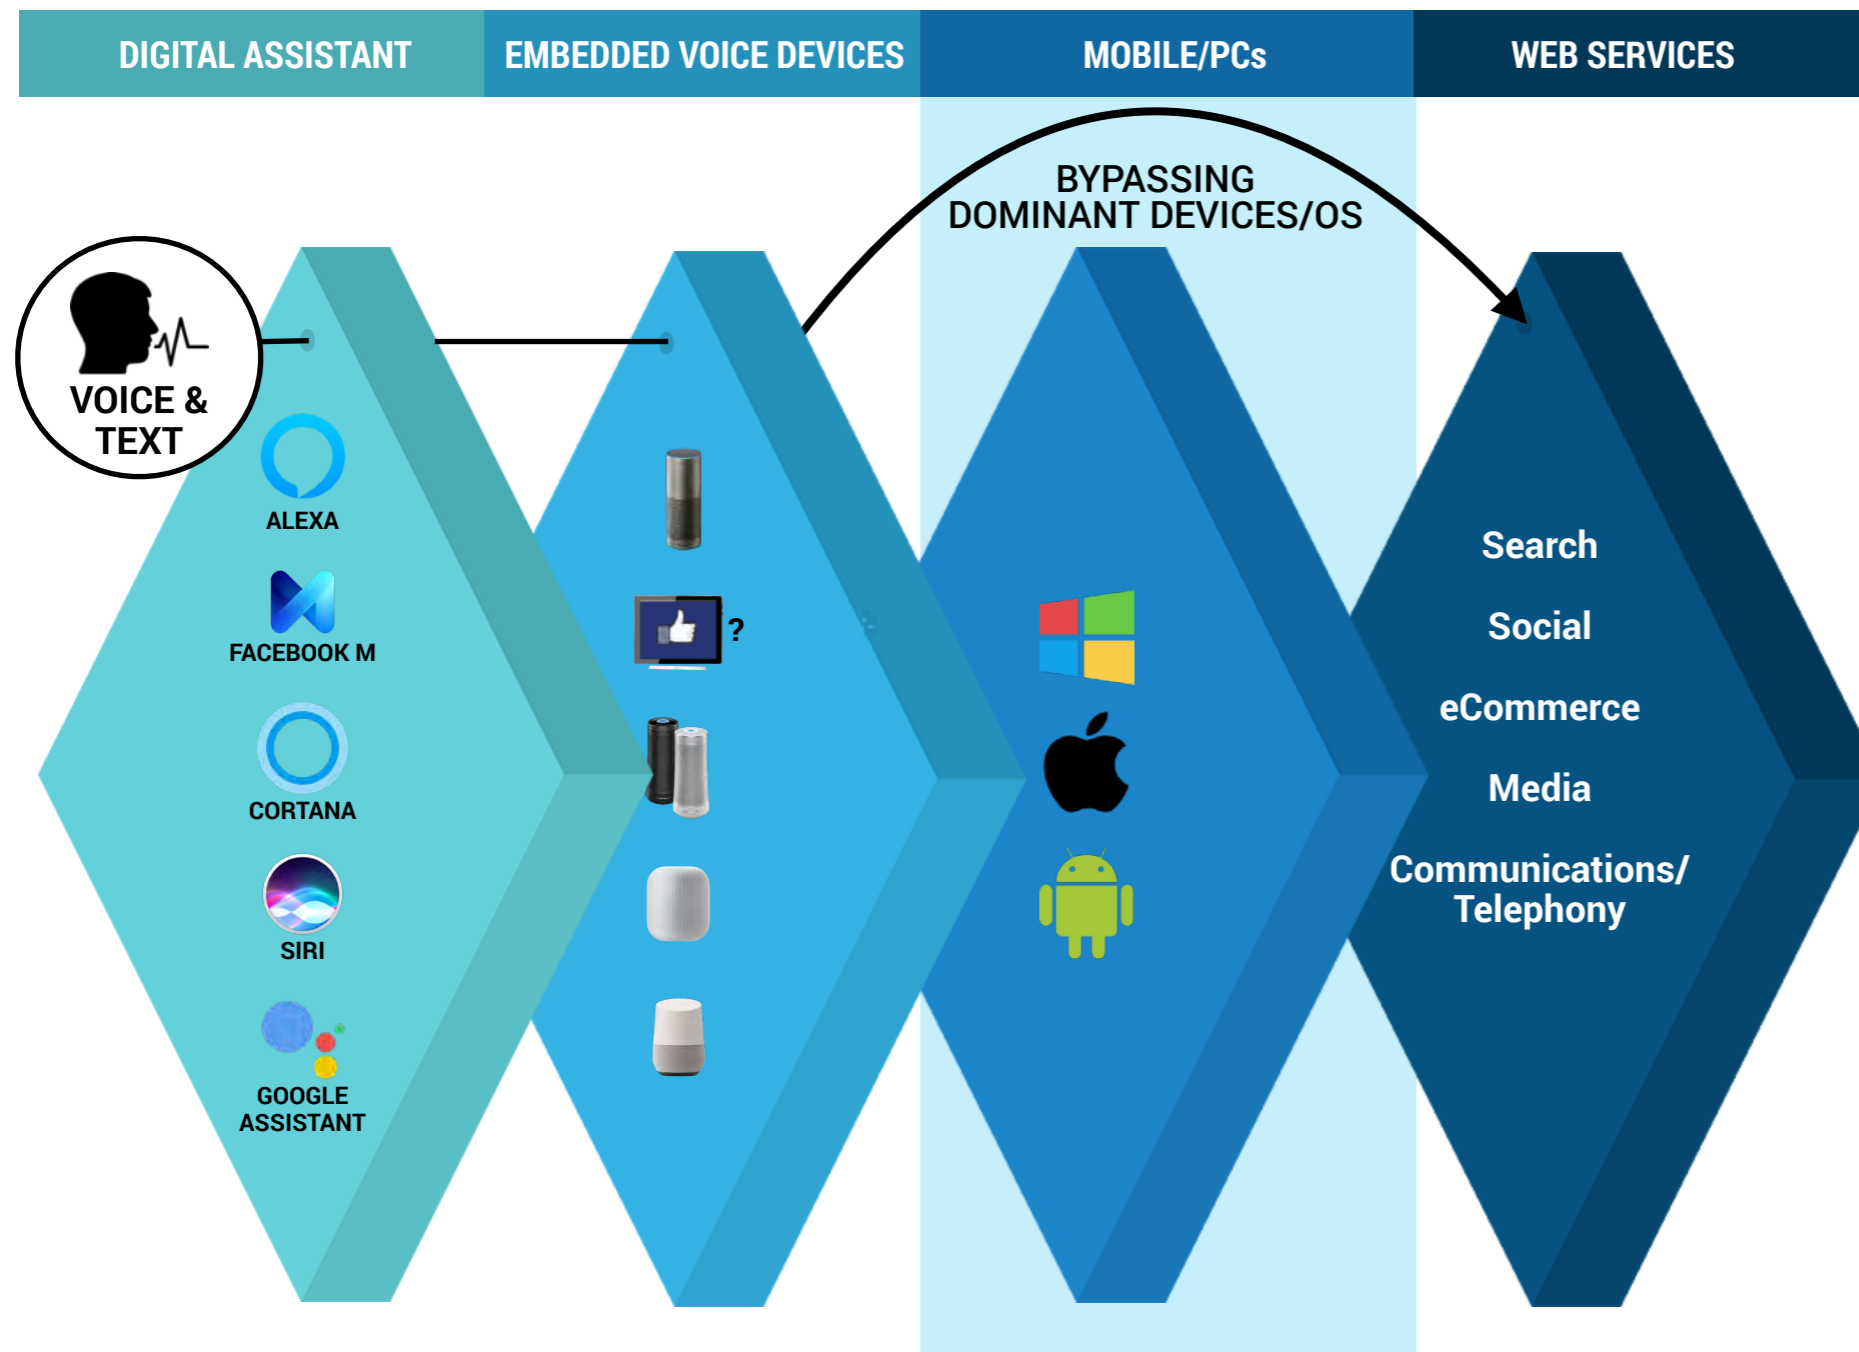 DIGITAL ASSISTANT
EMBEDDED VOICE DEVICES
MOBILE/PCs
WEB SERVICES
BYPASSING
DOMINANT DEVICES/OS
VOICE &
TEXT
ALEXA
FACEBOOK M
CORTANA
SIRI
GOOGLE
ASSISTANT
?
Search
Social
eCommerce
Media
Communications/
Telephony